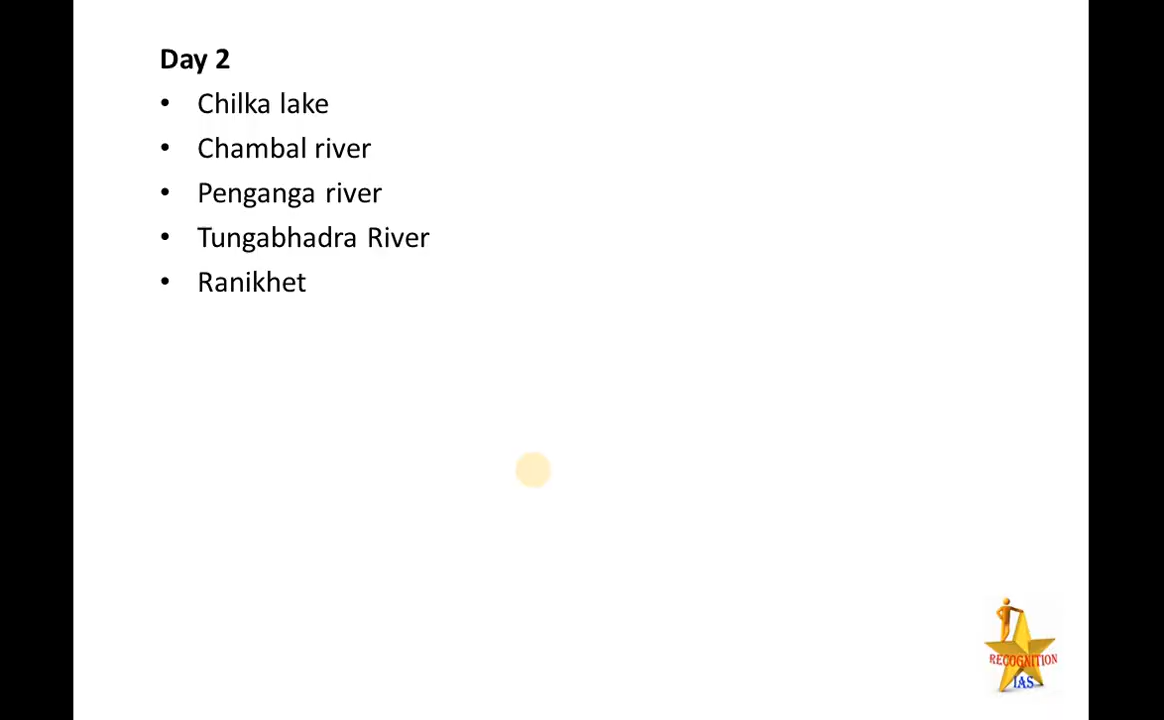 Day 2
• Chilka lake
• Chambal river
• Penganga river
• Tungabhadra River
• Ranikhet
RECOGNITION
IAS